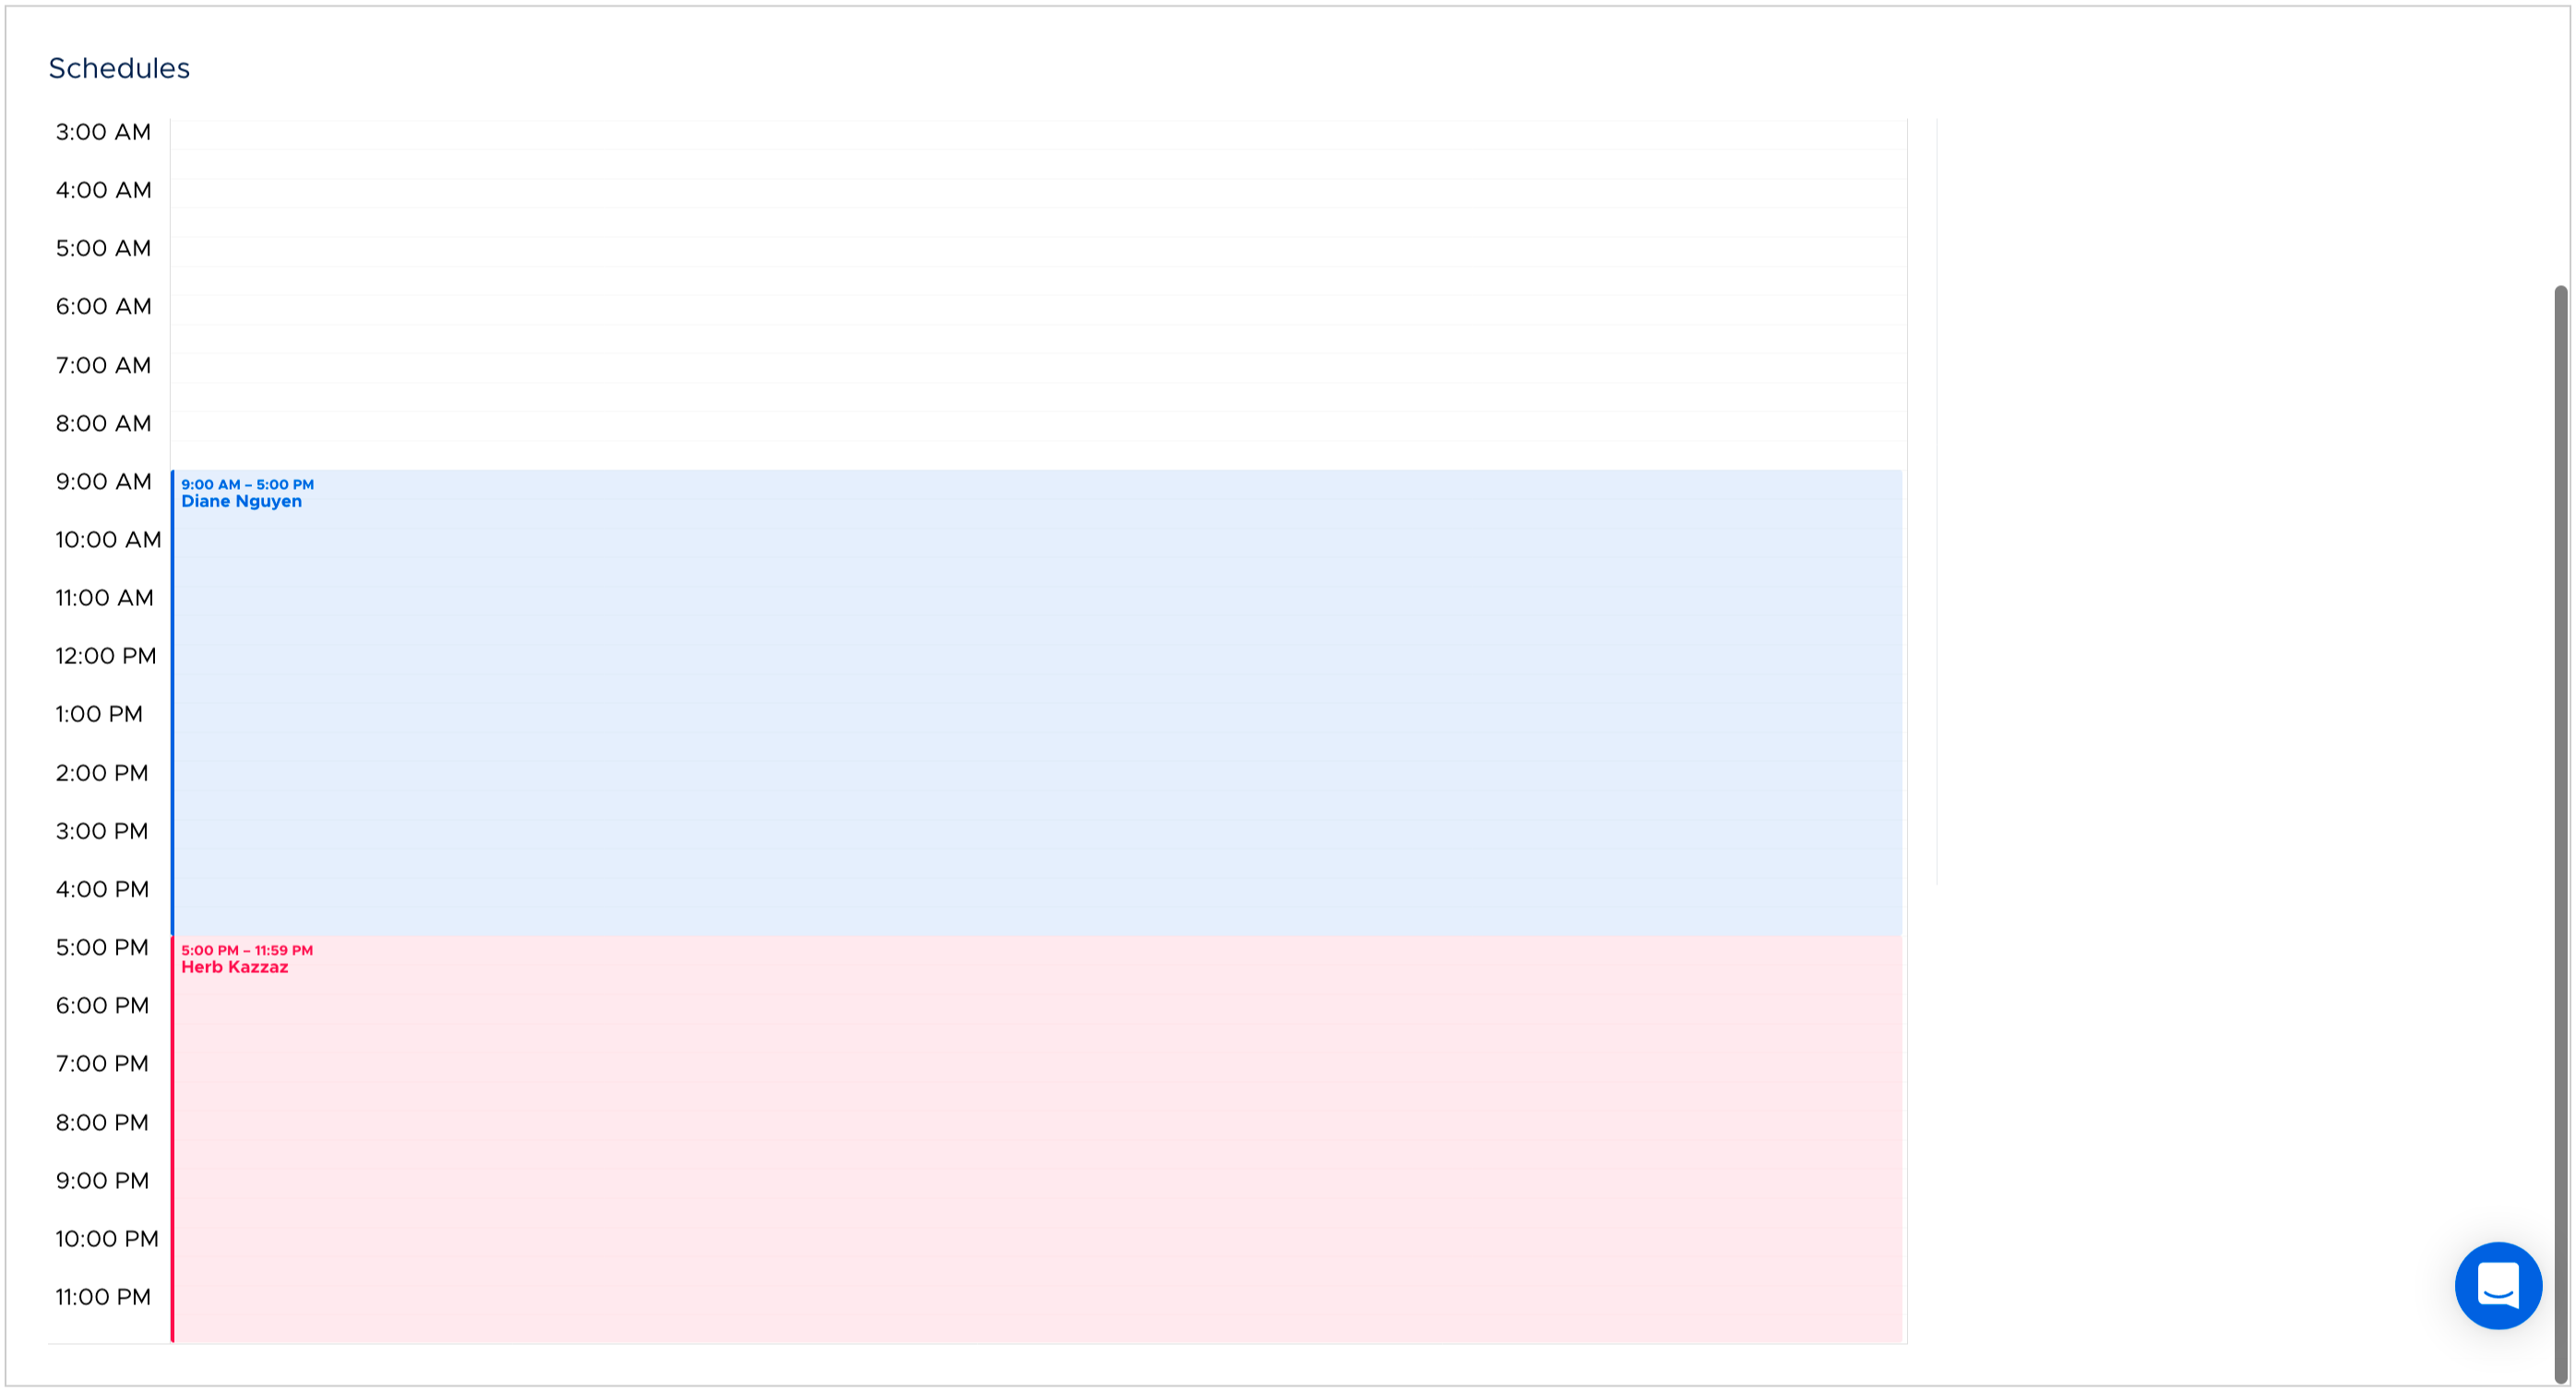 Schedules
3:00 AM
4:00 AM
5:00 AM
6:00 AM
7:00 AM
8:00 AM
9:00 AM
9:00 AM – 5:00 PM
Diane Nguyen
10:00 AM
11:00 AM
12:00 PM
1:00 PM
2:00 PM
3:00 PM
4:00 PM
5:00 PM
5:00 PM – 11:59 PM
Herb Kazzaz
6:00 PM
7:00 PM
8:00 PM
9:00 PM
10:00 PM
11:00 PM